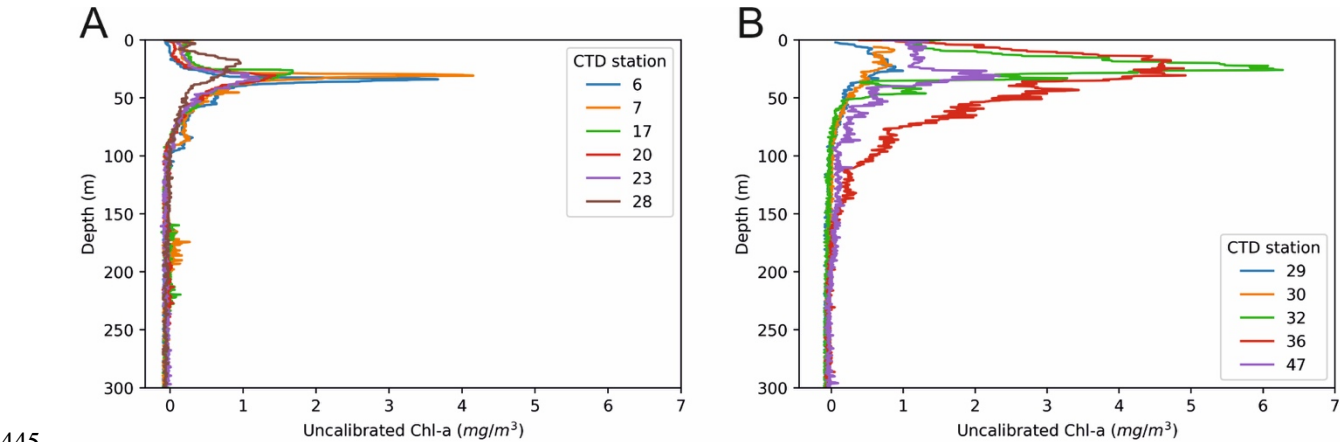 A
0
50
100
150
200
250
300
Depth (m)
0 1 2 3 4 5 6 7
Uncalibrated Chl-a (mg/m³)
CTD station
6
7
17
20
23
28
B
0
50
100
150
200
250
300
Depth (m)
0 1 2 3 4 5 6 7
Uncalibrated Chl-a (mg/m³)
CTD station
29
30
32
36
47
445